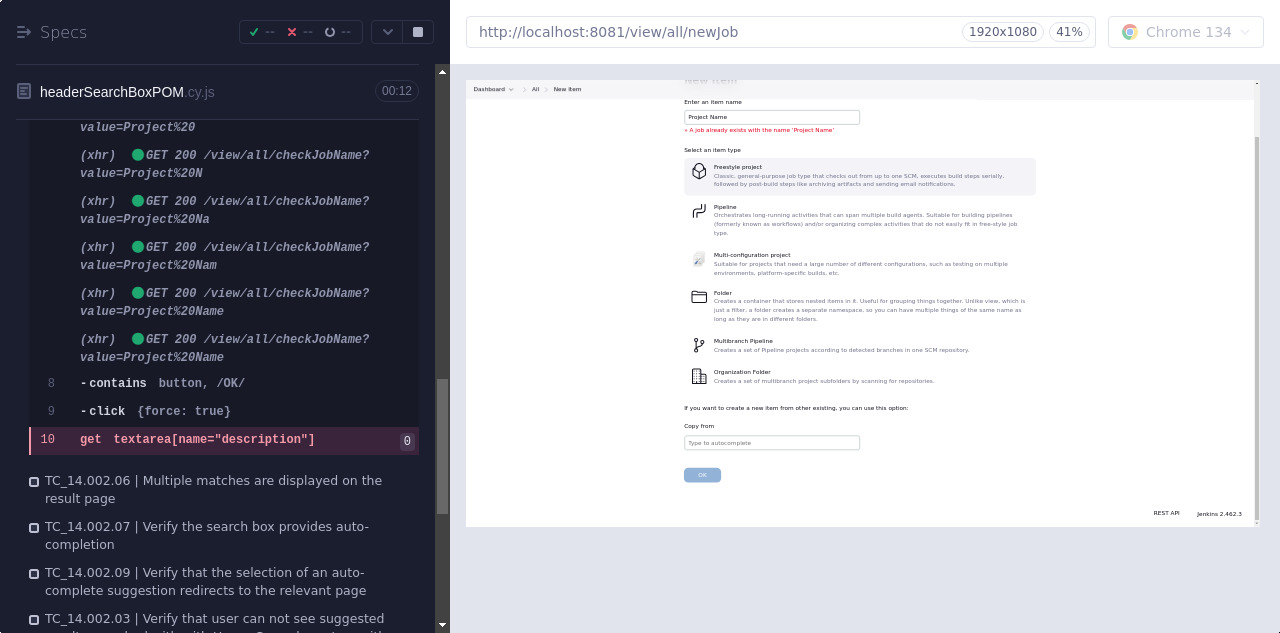 Specs
-- -- --
http://localhost:8081/view/all/newJob
1920x1080
41%
Chrome 134
headerSearchBoxPOM.cy.js
00:12
value=Project%20
(xhr) GET 200 /view/all/checkJobName?
value=Project%20N
(xhr) GET 200 /view/all/checkJobName?
value=Project%20Na
(xhr) GET 200 /view/all/checkJobName?
value=Project%20Nam
(xhr) GET 200 /view/all/checkJobName?
value=Project%20Name
(xhr) GET 200 /view/all/checkJobName?
value=Project%20Name
8 -contains button, /OK/
9 -click {force: true}
10 get textarea[name="description"] 0
TC_14.002.06 | Multiple matches are displayed on the
result page
TC_14.002.07 | Verify the search box provides auto-
completion
TC_14.002.09 | Verify that the selection of an auto-
complete suggestion redirects to the relevant page
TC_14.002.03 | Verify that user can not see suggested
New Item
Dashboard All New Item
Enter an item name
Project Name
» A job already exists with the name 'Project Name'
Select an item type
Freestyle project
Classic, general-purpose job type that checks out from up to one SCM, executes build steps serially,
followed by post-build steps like archiving artifacts and sending email notifications.
Pipeline
Orchestrates long-running activities that can span multiple build agents. Suitable for building pipelines
(formerly known as workflows) and/or organizing complex activities that do not easily fit in free-style job
type.
Multi-configuration project
Suitable for projects that need a large number of different configurations, such as testing on multiple
environments, platform-specific builds, etc.
Folder
Creates a container that stores nested items in it. Useful for grouping things together. Unlike view, which is
just a filter, a folder creates a separate namespace, so you can have multiple things of the same name as
long as they are in different folders.
Multibranch Pipeline
Creates a set of Pipeline projects according to detected branches in one SCM repository.
Organization Folder
Creates a set of multibranch project subfolders by scanning for repositories.
If you want to create a new item from other existing, you can use this option:
Copy from
Type to autocomplete
OK
REST API
Jenkins 2.462.3